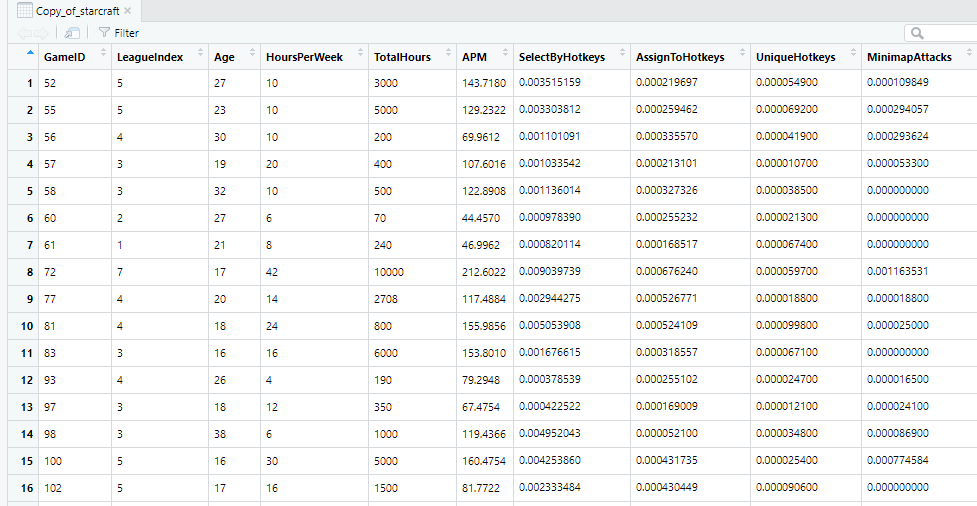 Copy_of_starcraft
Filter
GameID LeagueIndex Age HoursPerWeek TotalHours APM SelectByHotkeys AssignToHotkeys UniqueHotkeys MinimapAttacks
1 52 5 27 10 3000 143.7180 0.003515159 0.000219697 0.000054900 0.000109849
2 55 5 23 10 5000 129.2322 0.003303812 0.000259462 0.000069200 0.000294057
3 56 4 30 10 200 69.9612 0.001101091 0.000335570 0.000041900 0.000293624
4 57 3 19 20 400 107.6016 0.001033542 0.000213101 0.000010700 0.000053300
5 58 3 32 10 500 122.8908 0.001136014 0.000327326 0.000038500 0.000000000
6 60 2 27 6 70 44.4570 0.000978390 0.000255232 0.000021300 0.000000000
7 61 1 21 8 240 46.9962 0.000820114 0.000168517 0.000067400 0.000000000
8 72 7 17 42 10000 212.6022 0.009039739 0.000676240 0.000059700 0.001163531
9 77 4 20 14 2708 117.4884 0.002944275 0.000526771 0.000018800 0.000018800
10 81 4 18 24 800 155.9856 0.005053908 0.000524109 0.000099800 0.000025000
11 83 3 16 16 6000 153.8010 0.001676615 0.000318557 0.000067100 0.000000000
12 93 4 26 4 190 79.2948 0.000378539 0.000255102 0.000024700 0.000016500
13 97 3 18 12 350 67.4754 0.000422522 0.000169009 0.000012100 0.000024100
14 98 3 38 6 1000 119.4366 0.004952043 0.000052100 0.000034800 0.000086900
15 100 5 16 30 5000 160.4754 0.004253860 0.000431735 0.000025400 0.000774584
16 102 5 17 16 1500 81.7722 0.002333484 0.000430449 0.000090600 0.000000000